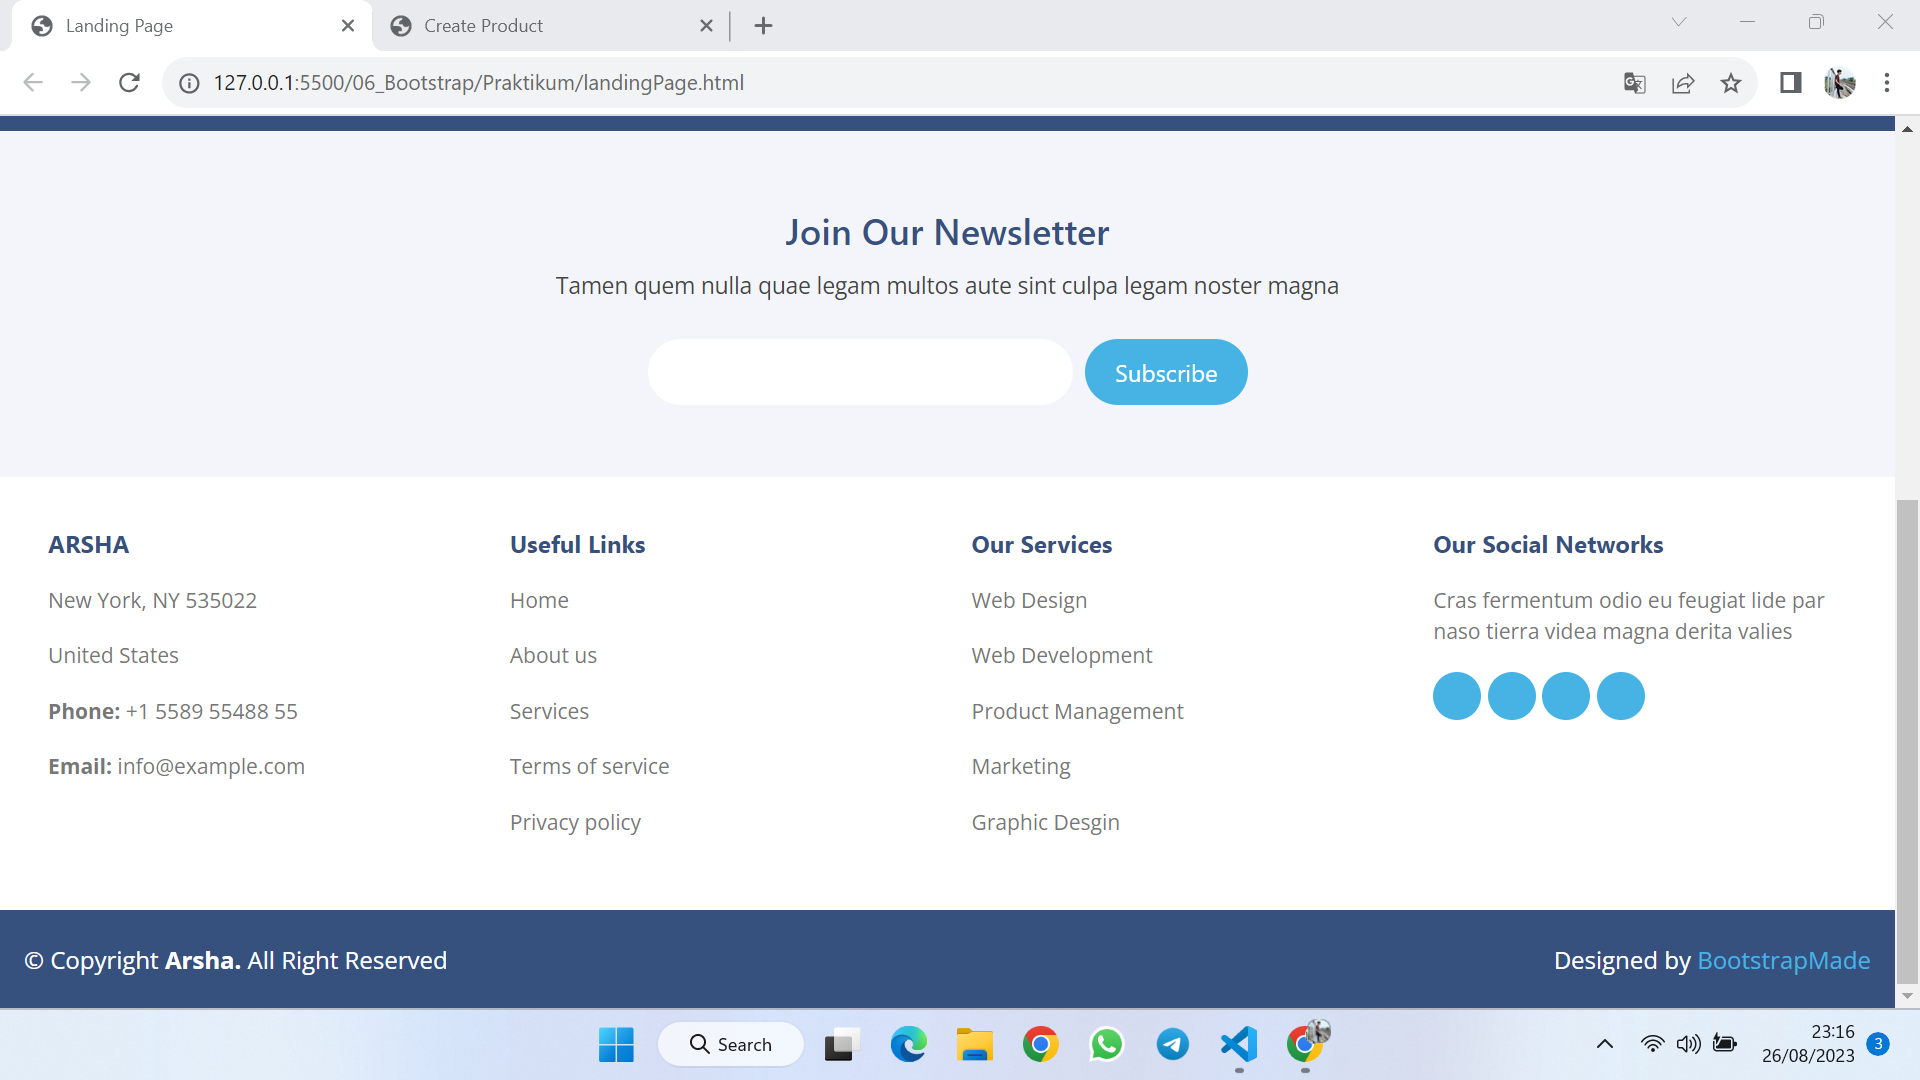 Landing Page
Create Product
127.0.0.1:5500/06_Bootstrap/Praktikum/landingPage.html
Join Our Newsletter
Tamen quem nulla quae legam multos aute sint culpa legam noster magna
Subscribe
ARSHA
New York, NY 535022
United States
Phone: +1 5589 55488 55
Email: info@example.com
Useful Links
Home
About us
Services
Terms of service
Privacy policy
Our Services
Web Design
Web Development
Product Management
Marketing
Graphic Desgin
Our Social Networks
Cras fermentum odio eu feugiat lide par
naso tierra videa magna derita valies
© Copyright Arsha. All Right Reserved
Designed by BootstrapMade
Search
23:16
26/08/2023
3